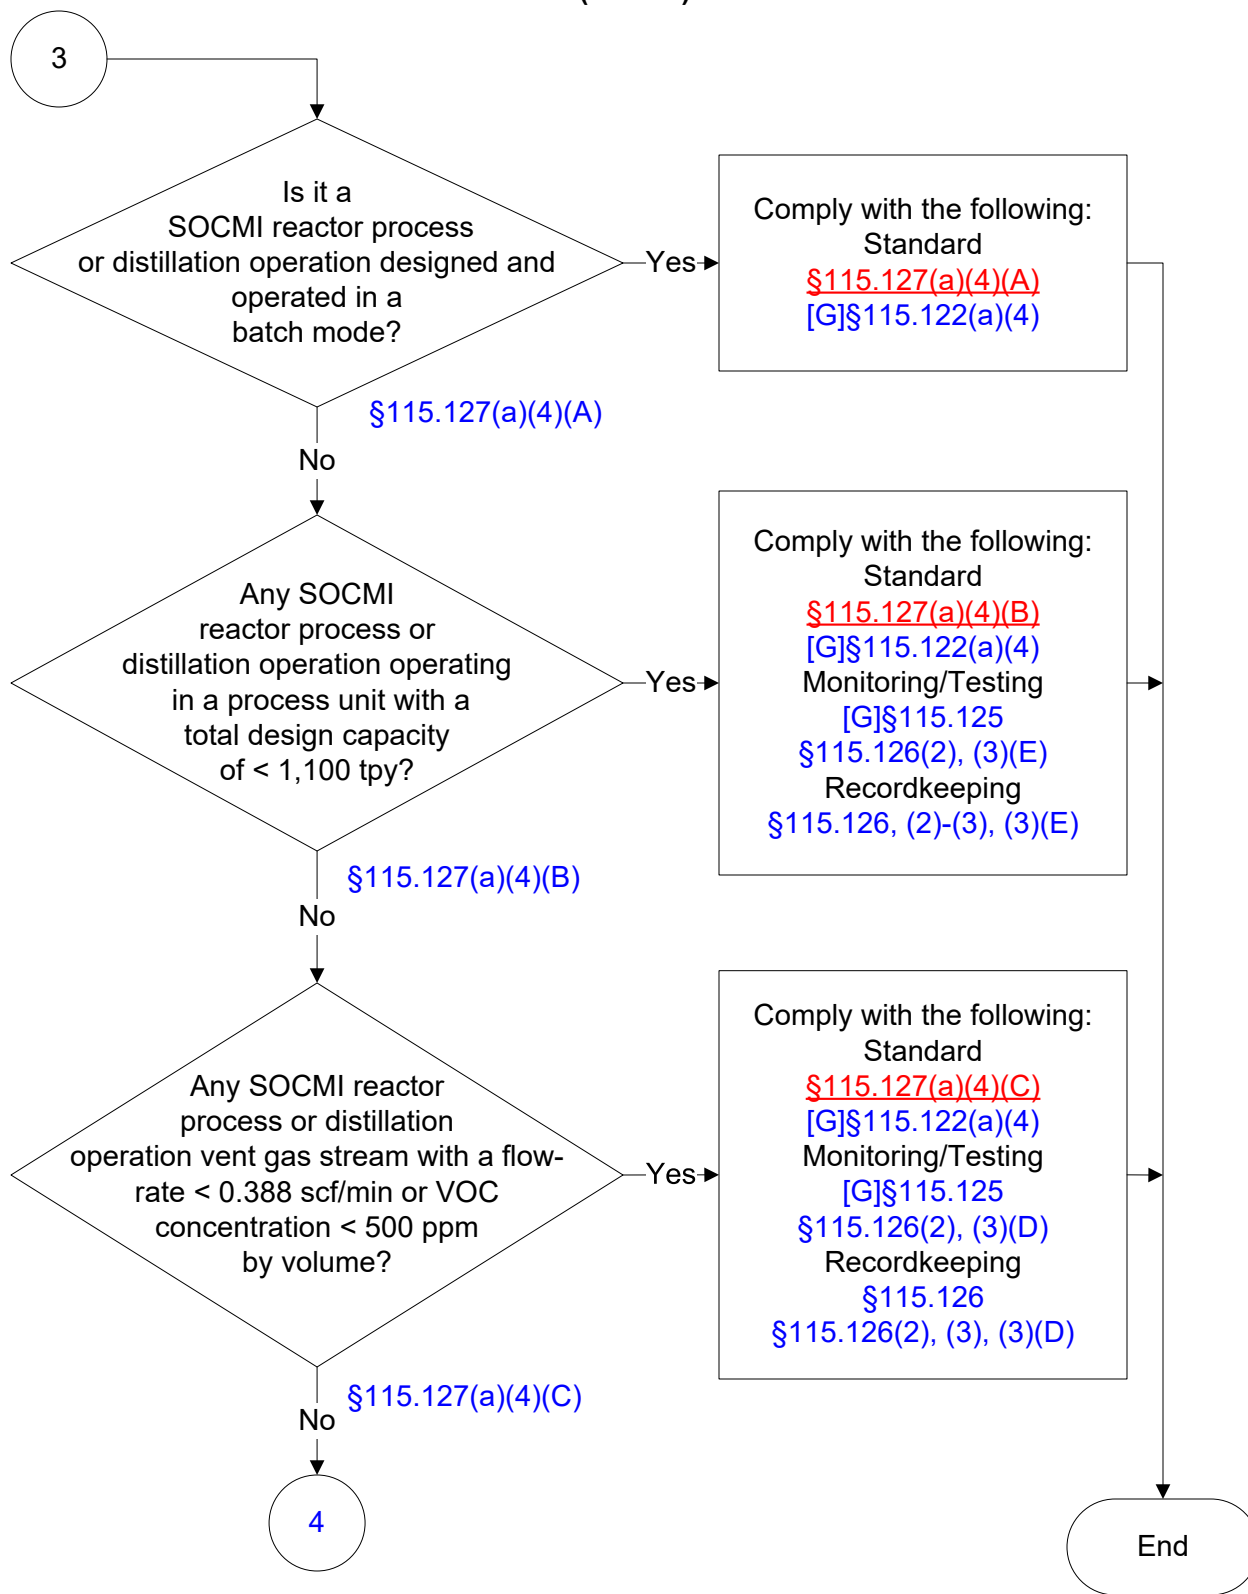 3
Is it a
SOCMI reactor process
or distillation operation designed and
operated in a
batch mode?
Yes
Comply with the following:
Standard
§115.127(a)(4)(A)
[G]§115.122(a)(4)
§115.127(a)(4)(A)
No
Any SOCMI
reactor process or
distillation operation operating
in a process unit with a
total design capacity
of < 1,100 tpy?
Yes
Comply with the following:
Standard
§115.127(a)(4)(B)
[G]§115.122(a)(4)
Monitoring/Testing
[G]§115.125
§115.126(2), (3)(E)
Recordkeeping
§115.126, (2)-(3), (3)(E)
§115.127(a)(4)(B)
No
Any SOCMI reactor
process or distillation
operation vent gas stream with a flow-
rate < 0.388 scf/min or VOC
concentration < 500 ppm
by volume?
Yes
Comply with the following:
Standard
§115.127(a)(4)(C)
[G]§115.122(a)(4)
Monitoring/Testing
[G]§115.125
§115.126(2), (3)(D)
Recordkeeping
§115.126
§115.126(2), (3), (3)(D)
§115.127(a)(4)(C)
No
4
End